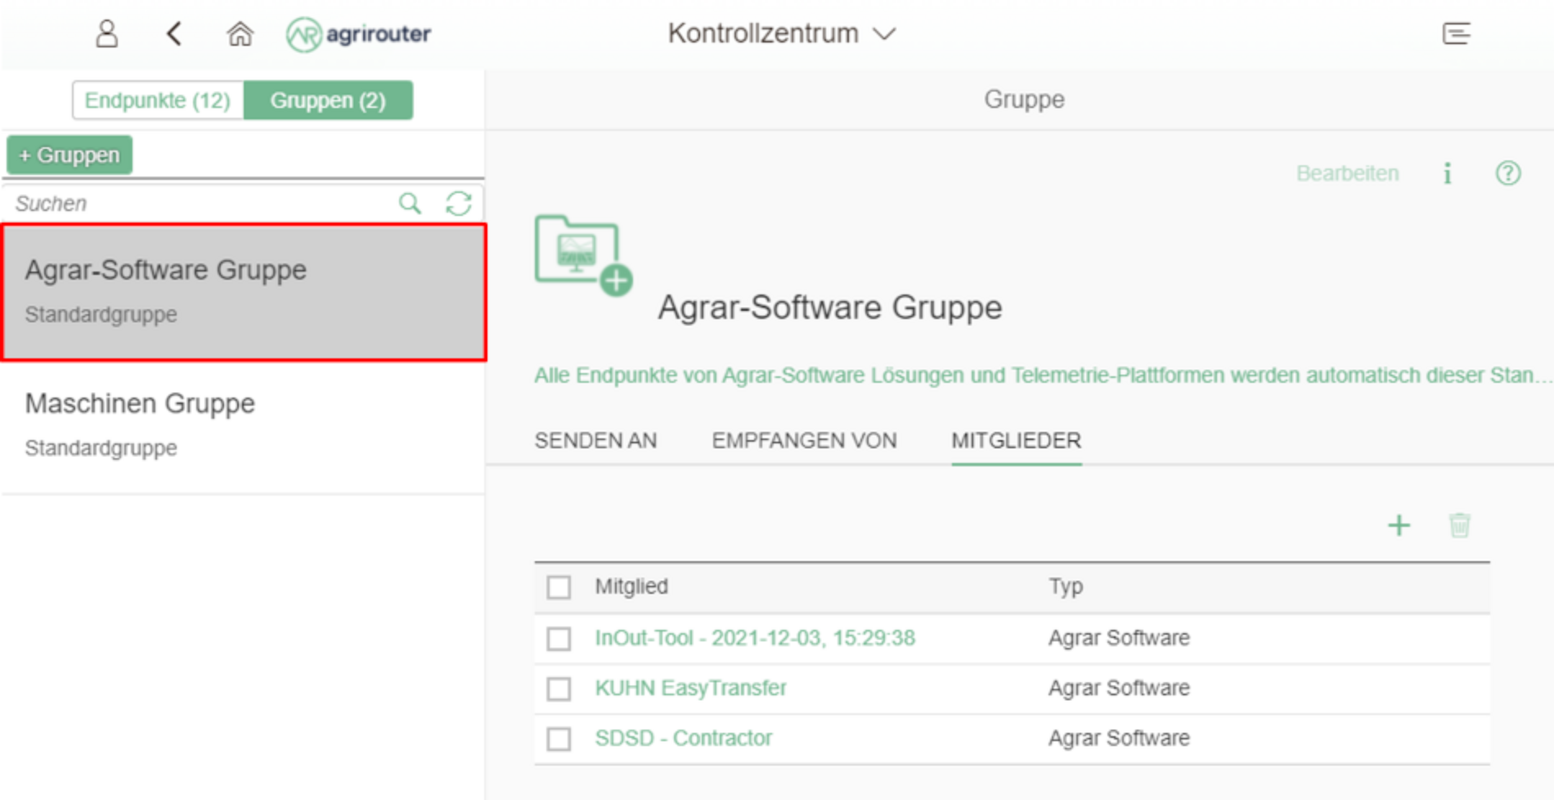 AR agrirouter
Kontrollzentrum
Endpunkte (12) Gruppen (2)
+ Gruppen
Suchen
Agrar-Software Gruppe
Standardgruppe
Maschinen Gruppe
Standardgruppe
Gruppe
Bearbeiten i ?
Agrar-Software Gruppe
Alle Endpunkte von Agrar-Software Lösungen und Telemetrie-Plattformen werden automatisch dieser Stan...
SENDEN AN EMPFANGEN VON MITGLIEDER
Mitglied Typ
InOut-Tool - 2021-12-03, 15:29:38 Agrar Software
KUHN EasyTransfer Agrar Software
SDSD - Contractor Agrar Software